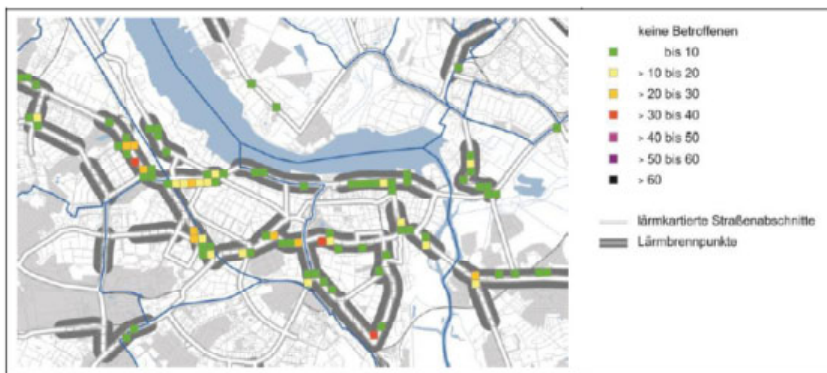 keine Betroffenen
bis 10
> 10 bis 20
> 20 bis 30
> 30 bis 40
> 40 bis 50
> 50 bis 60
> 60
lärmkartierte Straßenabschnitte
Lärmbrennpunkte